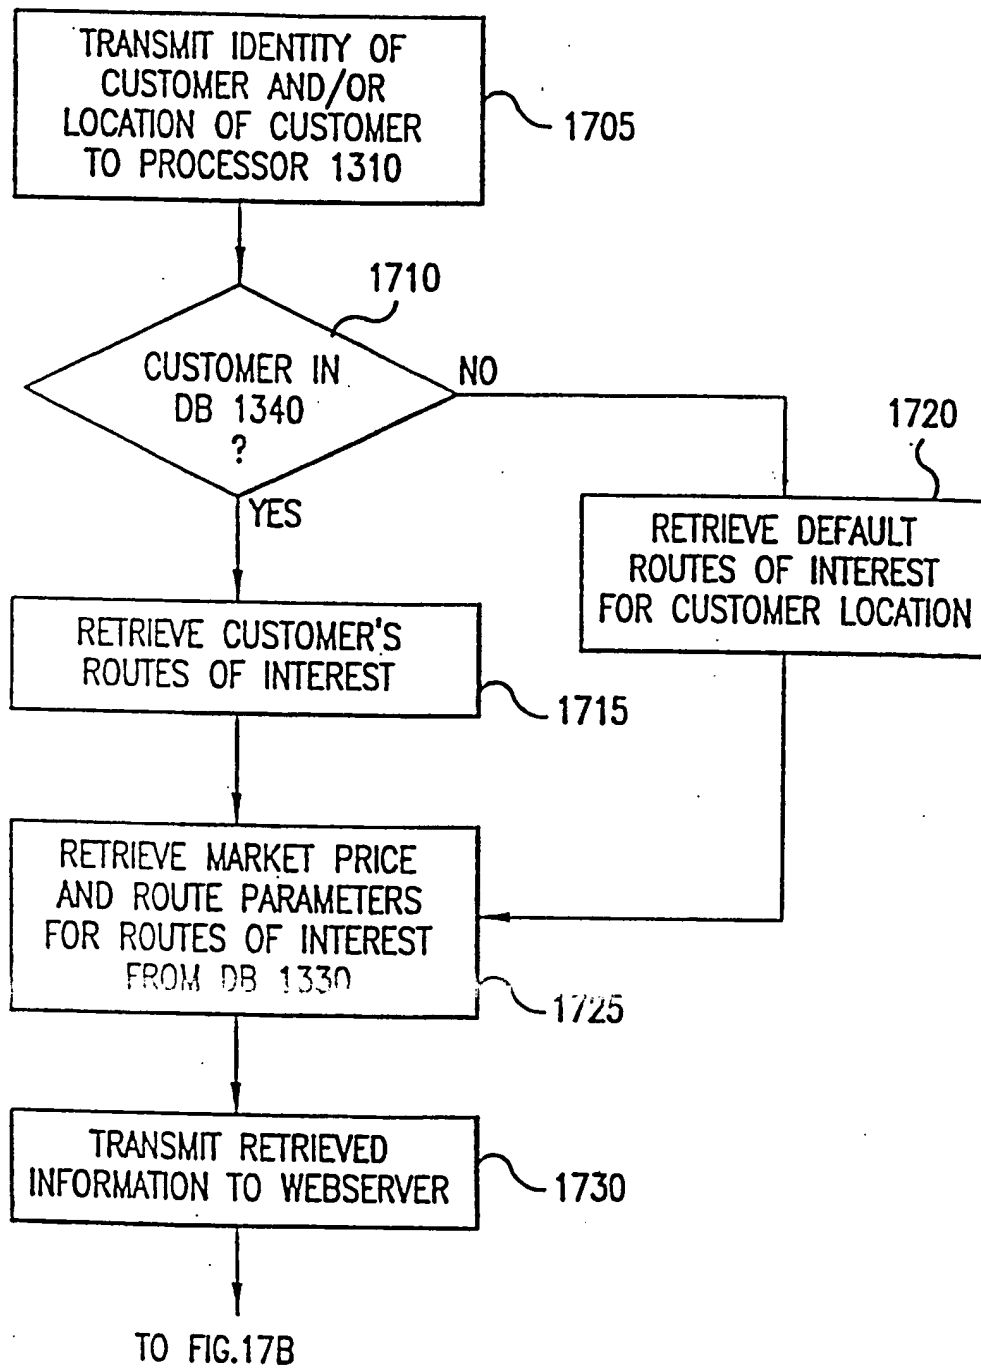 TRANSMIT IDENTITY OF
CUSTOMER AND/OR
LOCATION OF CUSTOMER
TO PROCESSOR 1310
1705
1710
CUSTOMER IN
DB 1340
?
NO
YES
1720
RETRIEVE DEFAULT
ROUTES OF INTEREST
FOR CUSTOMER LOCATION
RETRIEVE CUSTOMER'S
ROUTES OF INTEREST
1715
RETRIEVE MARKET PRICE
AND ROUTE PARAMETERS
FOR ROUTES OF INTEREST
FROM DB 1330
1725
TRANSMIT RETRIEVED
INFORMATION TO WEBSERVER
1730
TO FIG.17B